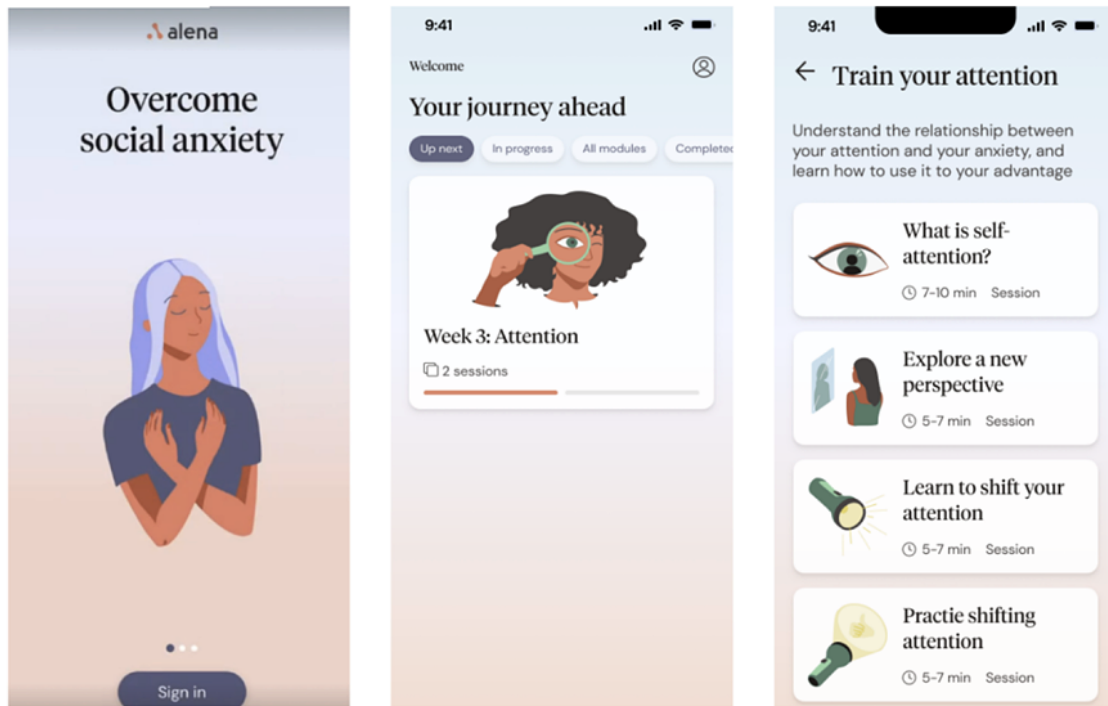 alena
Overcome
social anxiety
Sign in
9:41
Welcome
Your journey ahead
Up next
In progress
All modules
Completed
Week 3: Attention
2 sessions
9:41
Train your attention
Understand the relationship between
your attention and your anxiety, and
learn how to use it to your advantage
What is self-
attention?
7-10 min Session
Explore a new
perspective
5-7 min Session
Learn to shift your
attention
5-7 min Session
Practie shifting
attention
5-7 min Session